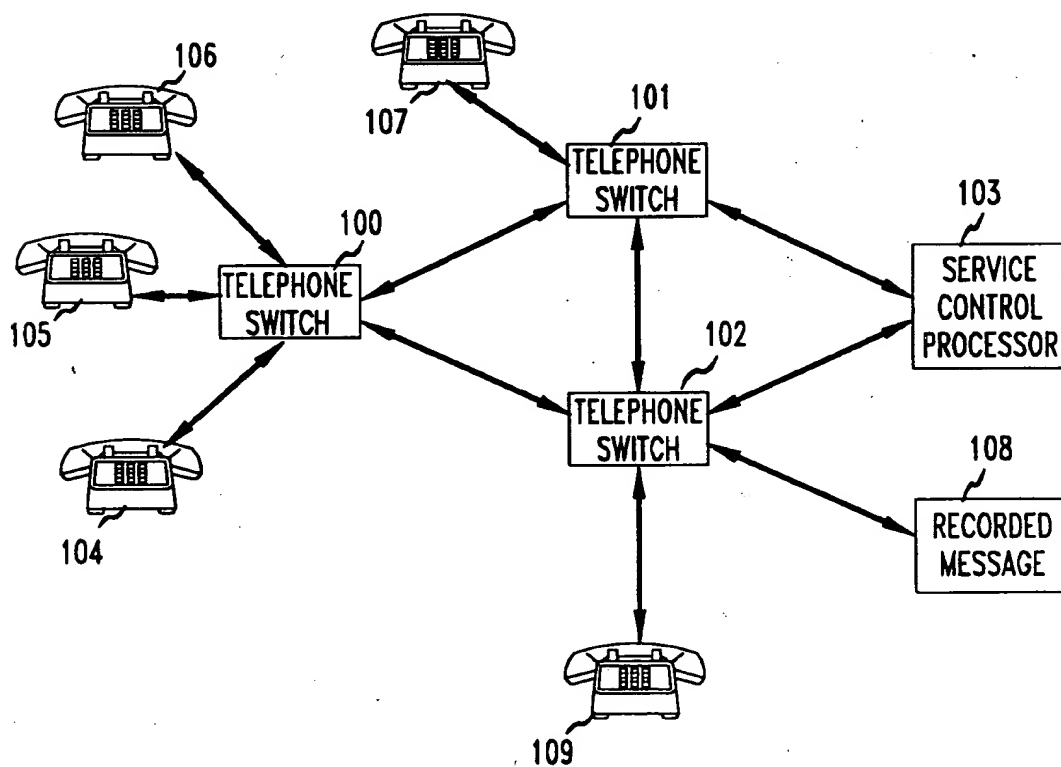 106
107
101
TELEPHONE
SWITCH
103
SERVICE
CONTROL
PROCESSOR
100
TELEPHONE
SWITCH
105
102
TELEPHONE
SWITCH
108
RECORDED
MESSAGE
104
109